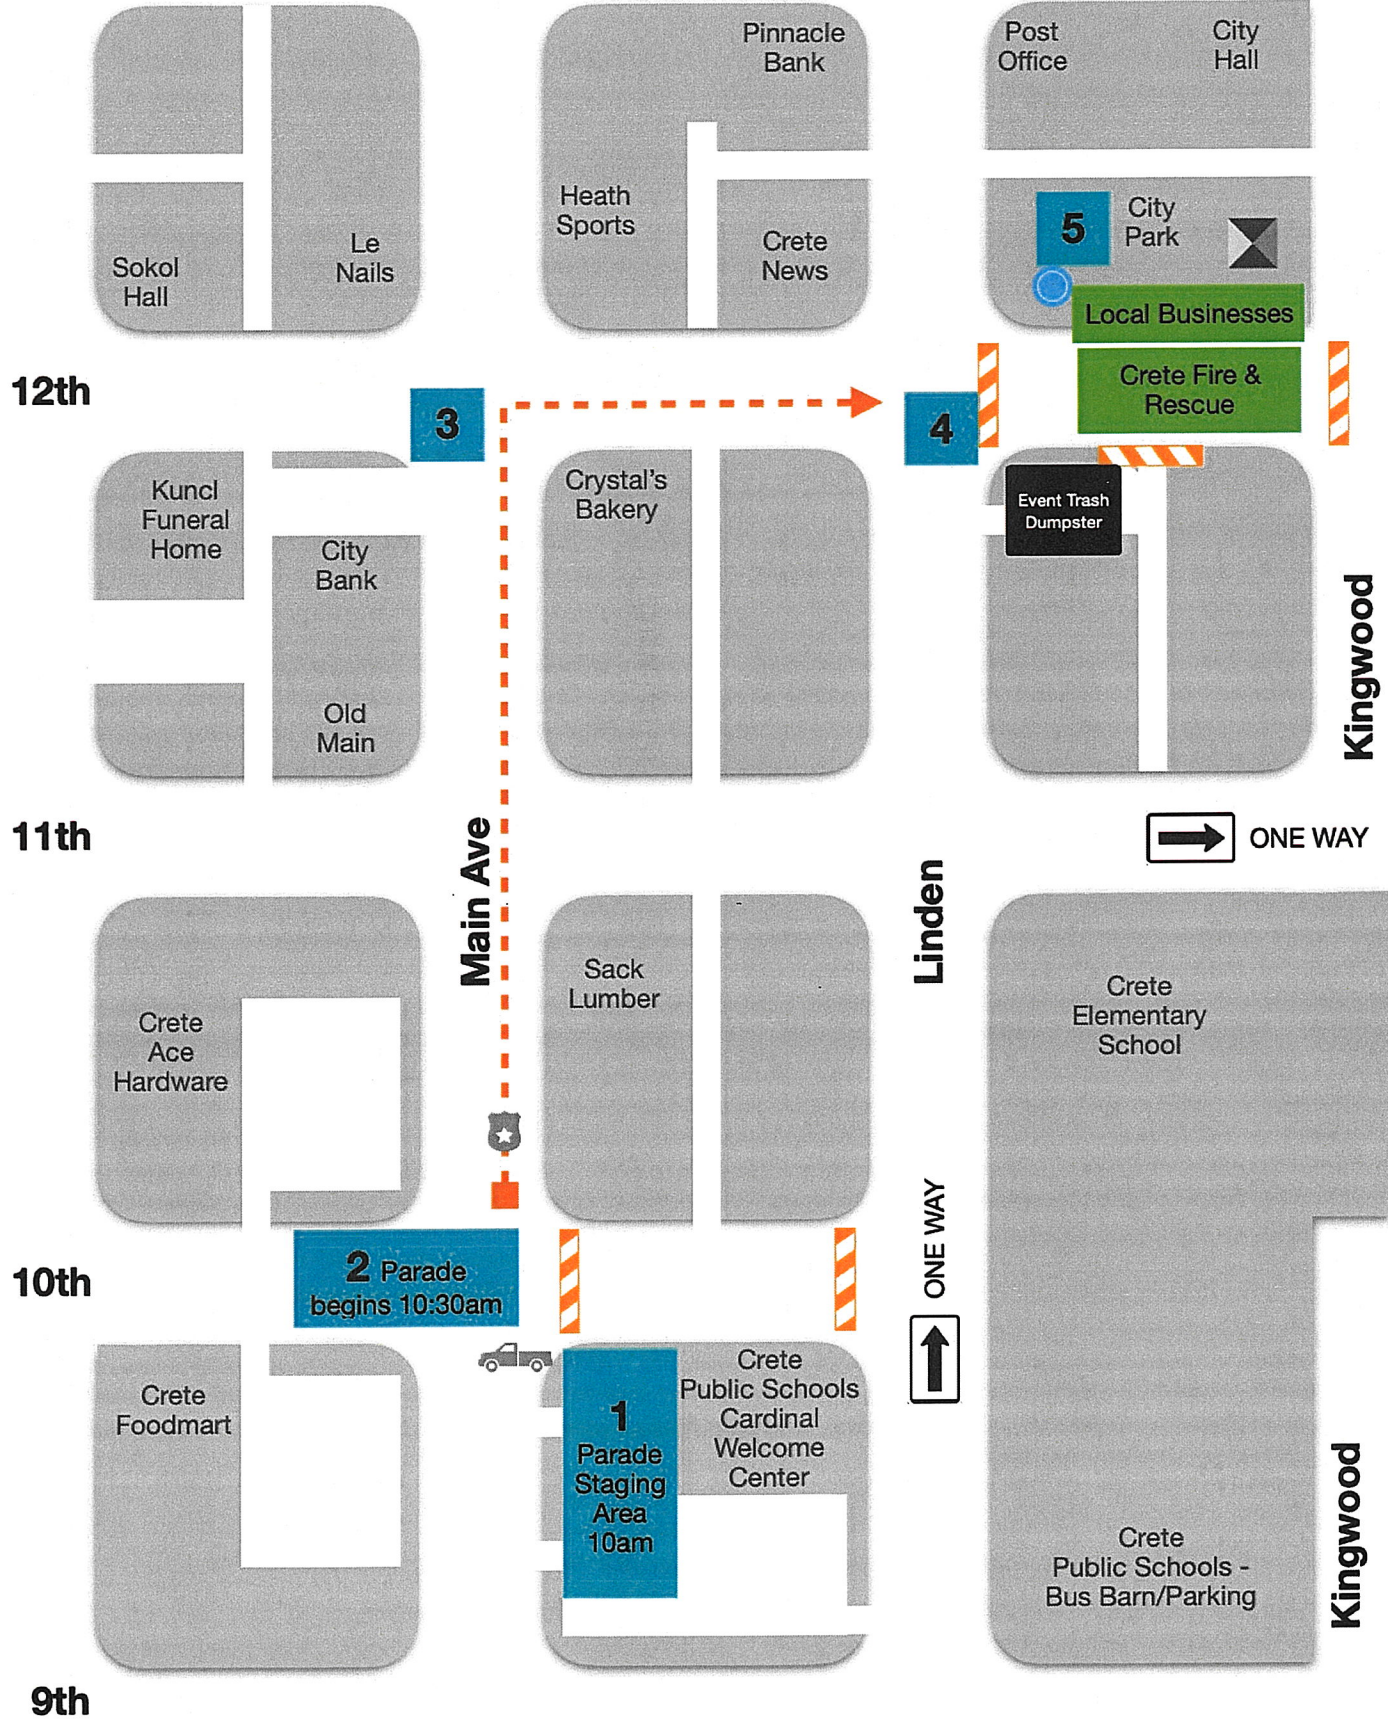 Pinnacle
Bank
Post
Office
City
Hall
Heath
Sports
Crete
News
5
City
Park
Sokol
Hall
Le
Nails
Local Businesses
12th
3
4
Crete Fire &
Rescue
Kuncl
Funeral
Home
City
Bank
Crystal's
Bakery
Event Trash
Dumpster
Old
Main
Kingwood
11th
Main Ave
Linden
ONE WAY
Crete
Ace
Hardware
Sack
Lumber
Crete
Elementary
School
10th
2 Parade
begins 10:30am
ONE WAY
Crete
Foodmart
1
Parade
Staging
Area
10am
Crete
Public Schools
Cardinal
Welcome
Center
Crete
Public Schools -
Bus Barn/Parking
Kingwood
9th